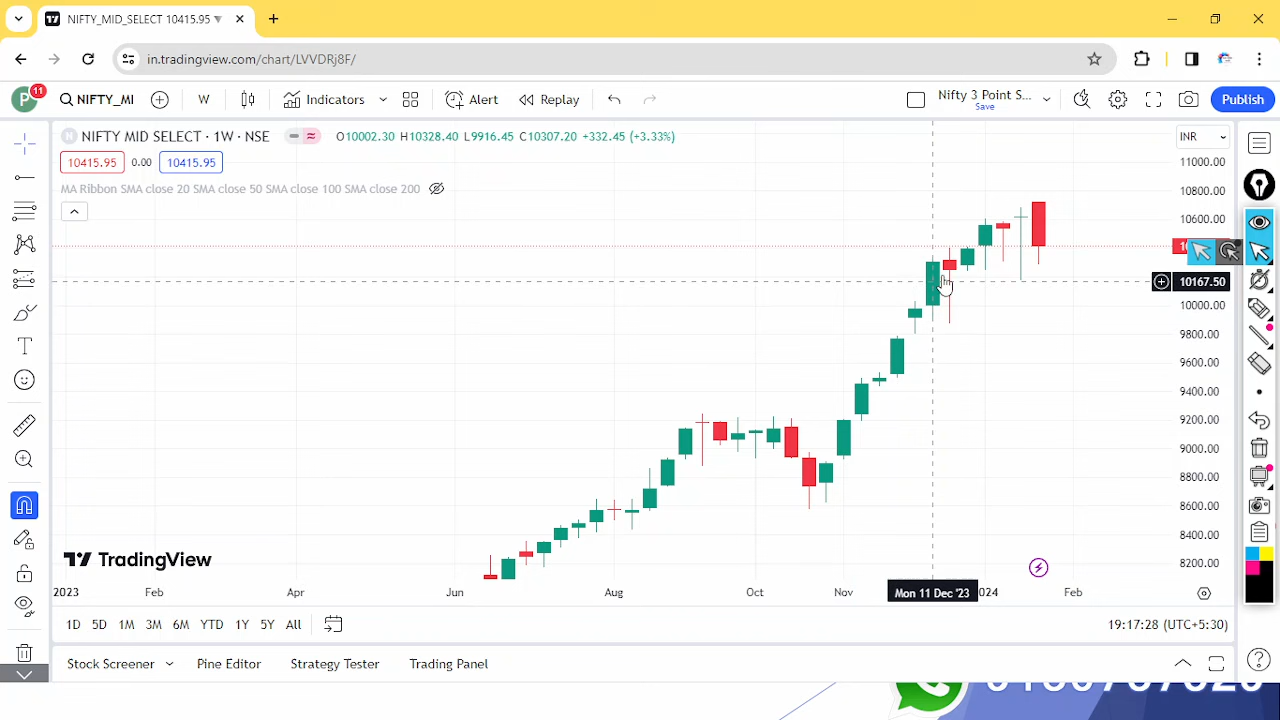 NIFTY_MID_SELECT 10415.95 ▼
in.tradingview.com/chart/LVVDRj8F/
P
11
NIFTY_MI
W
Indicators
Alert
Replay
Nifty 3 Point S...
Save
Publish
N
NIFTY MID SELECT · 1W · NSE
O10002.30 H10328.40 L9916.45 C10307.20 +332.45 (+3.33%)
INR
10415.95
0.00
10415.95
MA Ribbon SMA close 20 SMA close 50 SMA close 100 SMA close 200
11000.00
10800.00
10600.00
10167.50
10000.00
9800.00
9600.00
9400.00
9200.00
9000.00
8800.00
8600.00
8400.00
8200.00
TradingView
2023
Feb
Apr
Jun
Aug
Oct
Nov
Mon 11 Dec '23
024
Feb
1D 5D 1M 3M 6M YTD 1Y 5Y All
19:17:28 (UTC+5:30)
Stock Screener
Pine Editor
Strategy Tester
Trading Panel